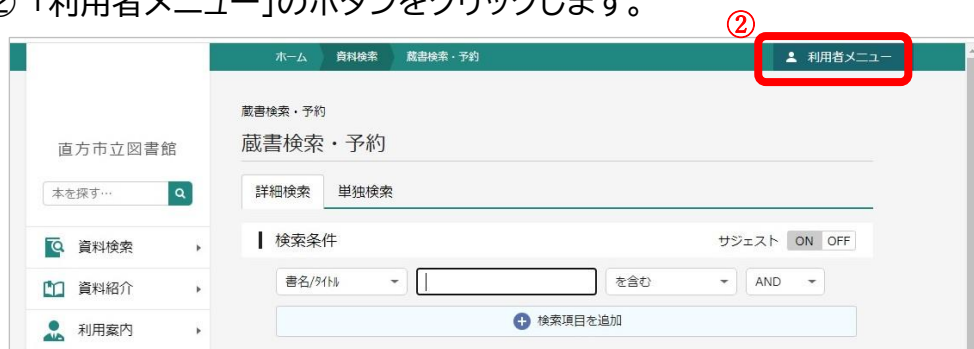 ②「利用者メニュー」のボタンをクリックします。
②
ホーム 資料検索 蔵書検索・予約 利用者メニュー
蔵書検索・予約
蔵書検索・予約
直方市立図書館
本を探す…
詳細検索 単独検索
検索条件 サジェスト ON OFF
書名/ﾀｲﾄﾙ を含む AND
検索項目を追加
資料検索
資料紹介
利用案内